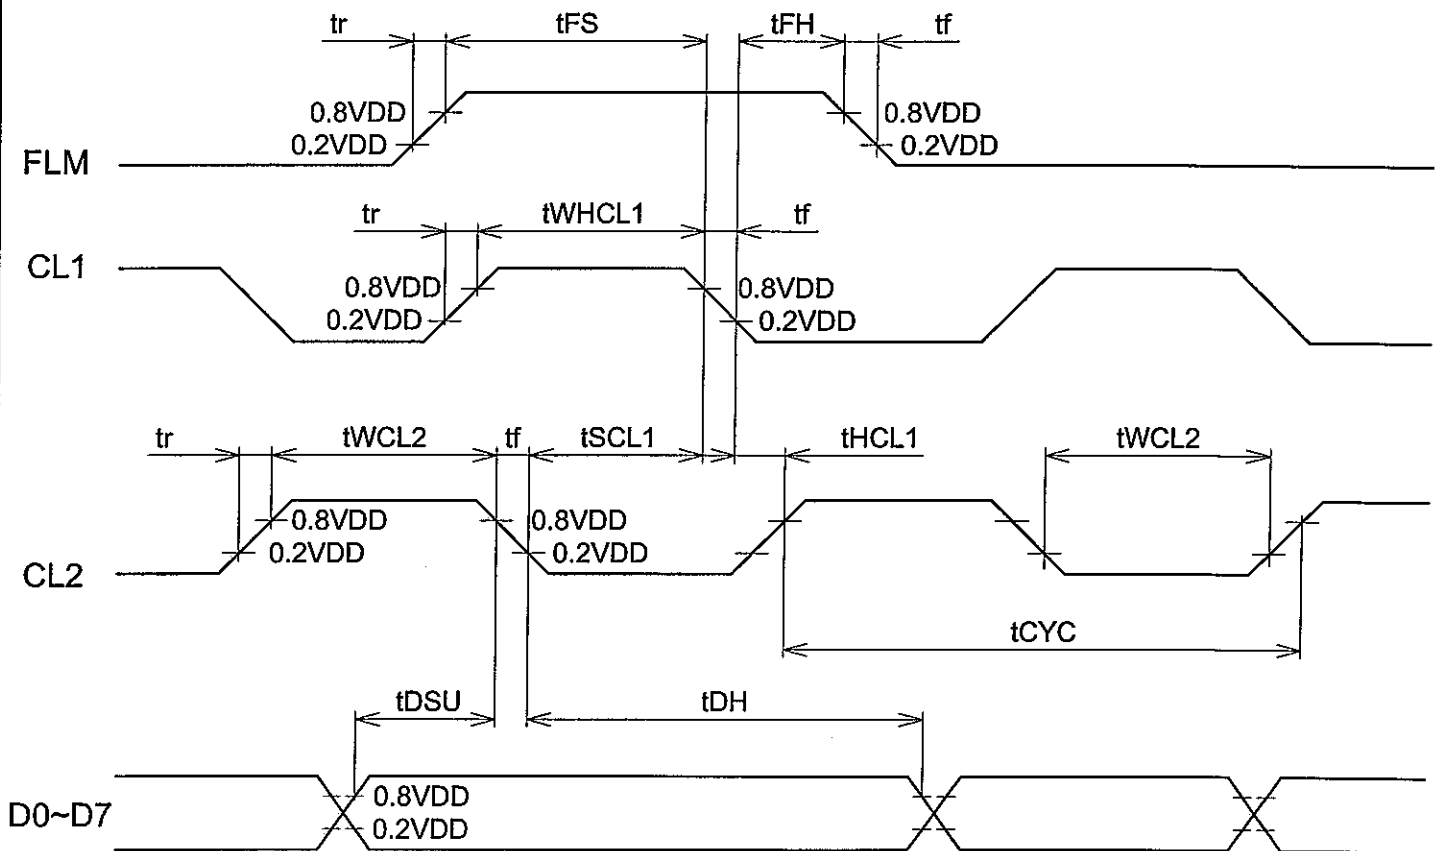 tr tFS tFH tf
0.8VDD 0.8VDD
0.2VDD 0.2VDD
FLM
tr tWHCL1 tf
CL1
0.8VDD 0.8VDD
0.2VDD 0.2VDD
tr tWCL2 tf tSCL1 tHCL1 tWCL2
0.8VDD 0.8VDD
0.2VDD 0.2VDD
CL2
tCYC
tDSU tDH
0.8VDD
D0~D7
0.2VDD